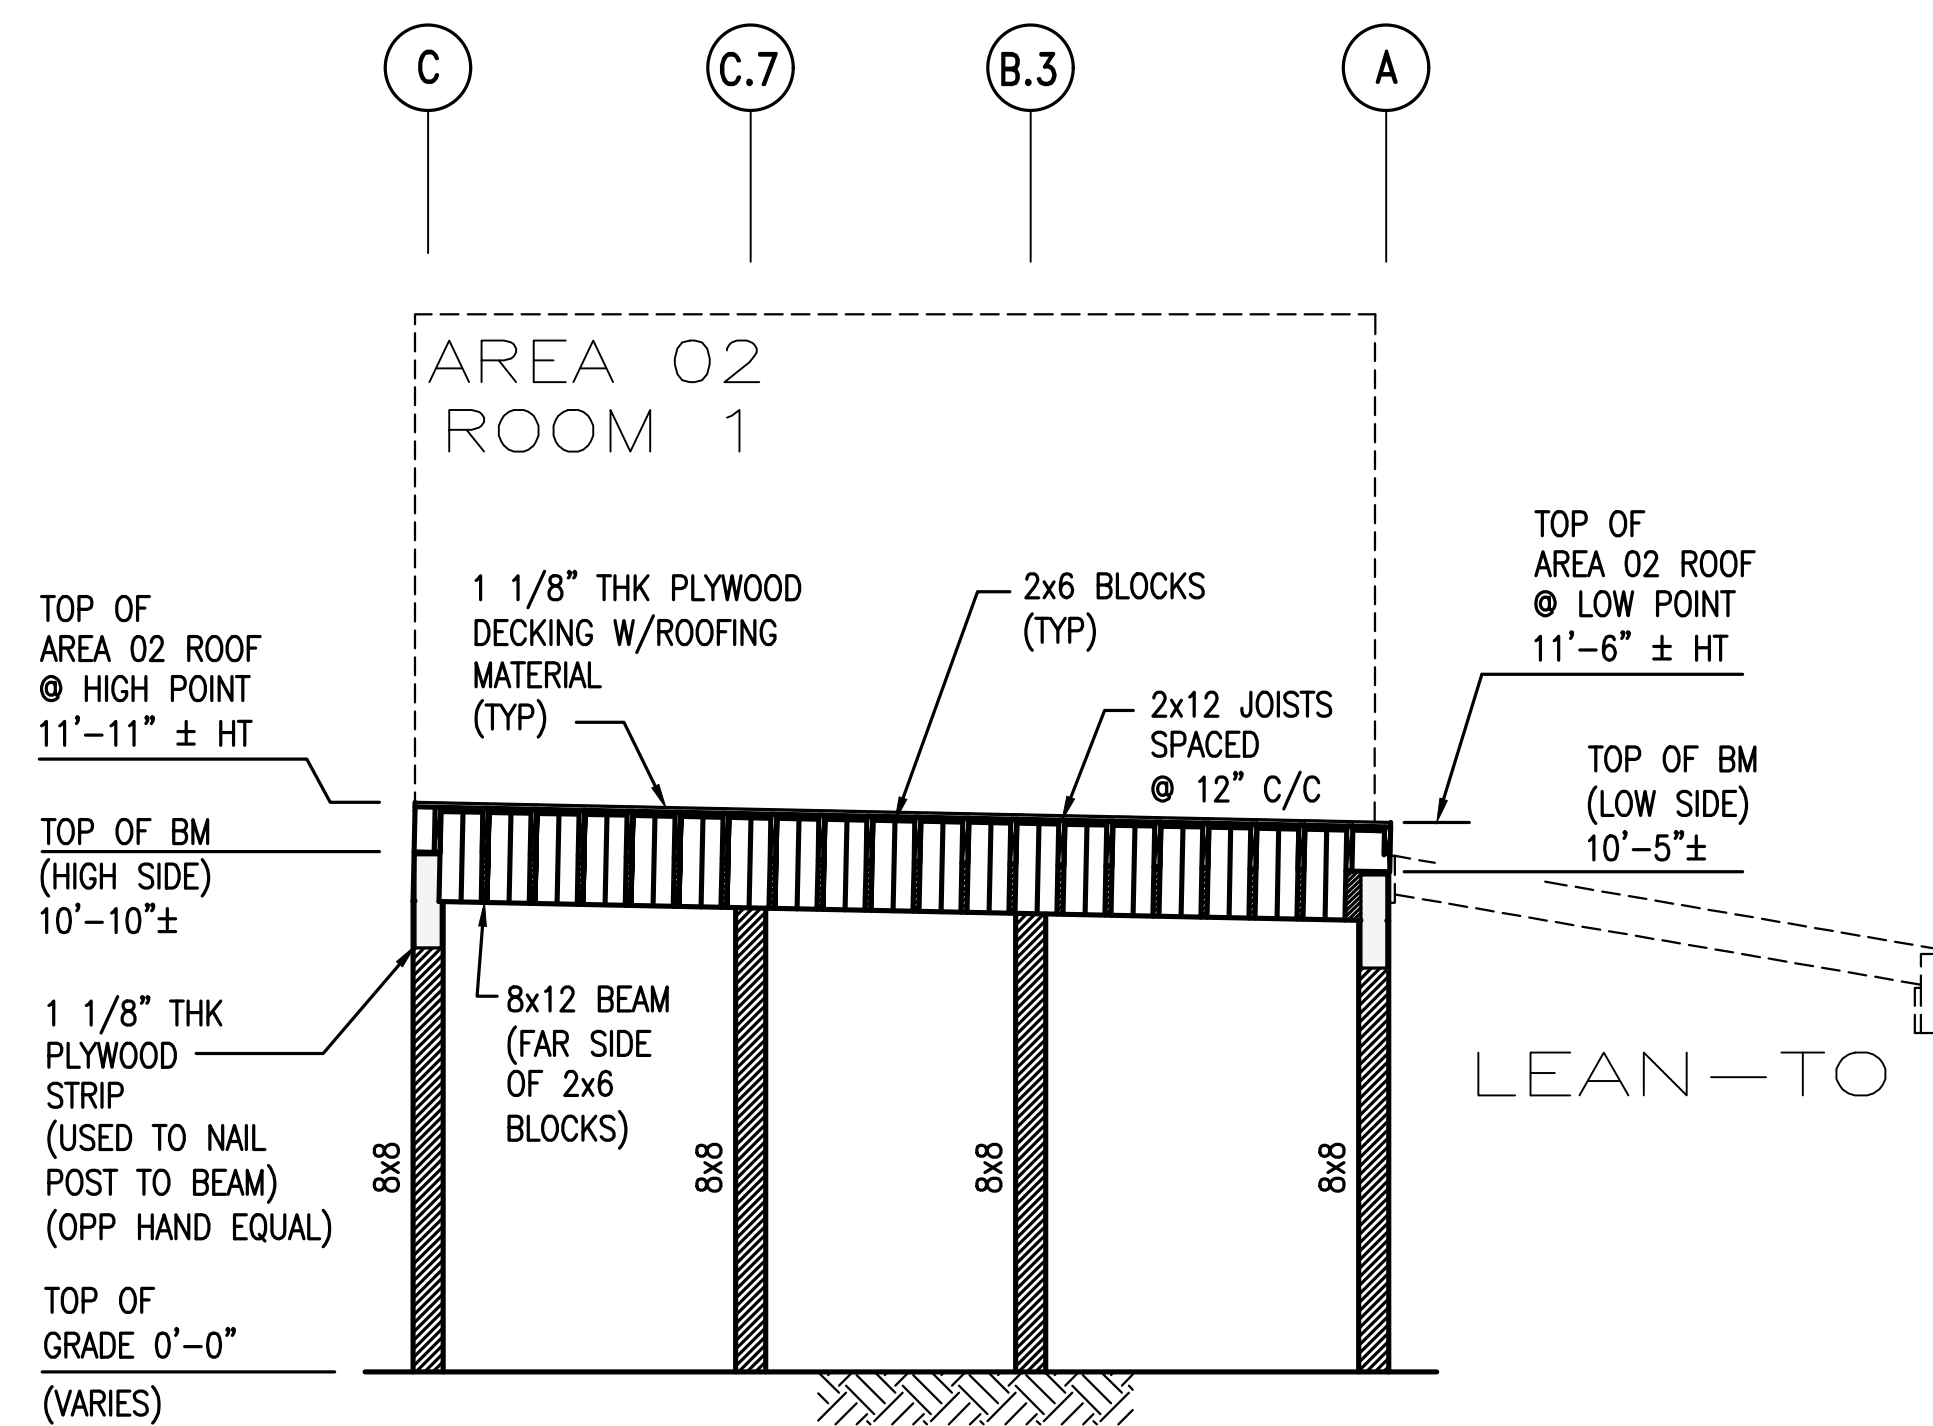 C
C.7
B.3
A
AREA 02
ROOM 1
TOP OF
AREA 02 ROOF
@ HIGH POINT
11'-11" ± HT
1 1/8" THK PLYWOOD
DECKING W/ROOFING
MATERIAL
(TYP)
2x6 BLOCKS
(TYP)
2x12 JOISTS
SPACED
@ 12" C/C
TOP OF
AREA 02 ROOF
@ LOW POINT
11'-6" ± HT
TOP OF BM
(LOW SIDE)
10'-5"±
TOP OF BM
(HIGH SIDE)
10'-10"±
1 1/8" THK
PLYWOOD
STRIP
(USED TO NAIL
POST TO BEAM)
(OPP HAND EQUAL)
8x12 BEAM
(FAR SIDE
OF 2x6
BLOCKS)
LEAN-TO
8x8
8x8
8x8
8x8
TOP OF
GRADE 0'-0"
(VARIES)